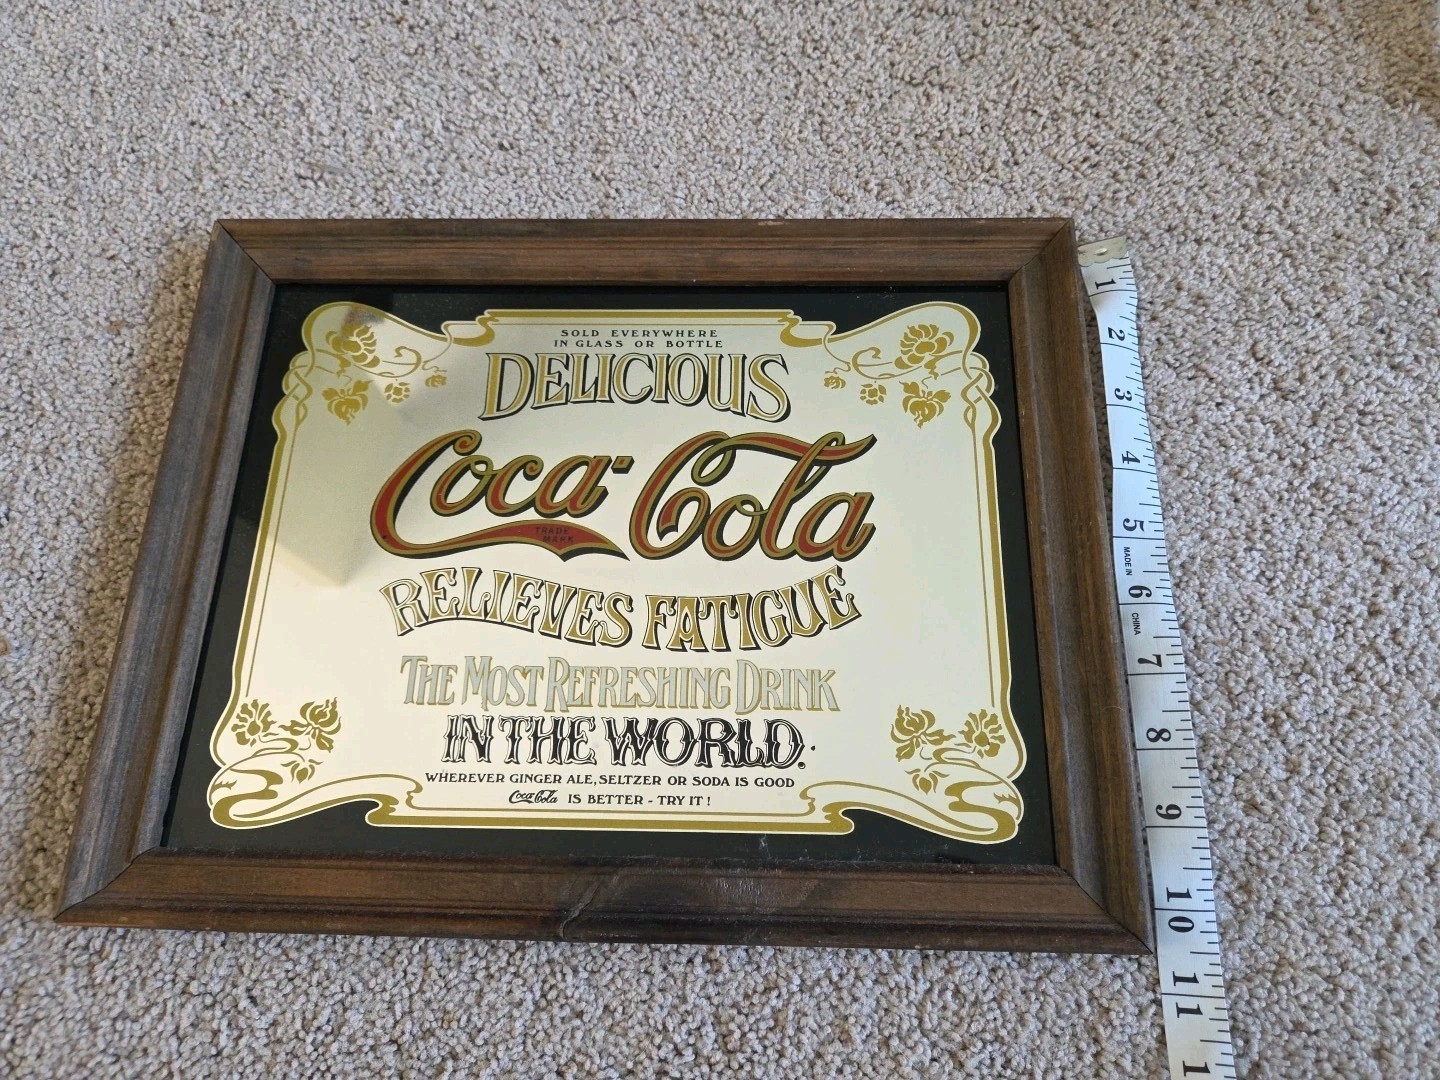 SOLD EVERYWHERE
IN GLASS OR BOTTLE
DELICIOUS
Coca-Cola
TRADE
MARK
RELIEVES FATIGUE
THE MOST REFRESHING DRINK
IN THE WORLD.
WHEREVER GINGER ALE, SELTZER OR SODA IS GOOD
Coca-Cola IS BETTER - TRY IT!
1
2
3
4
5
MADE IN
6
CHINA
7
8
9
10
11
1